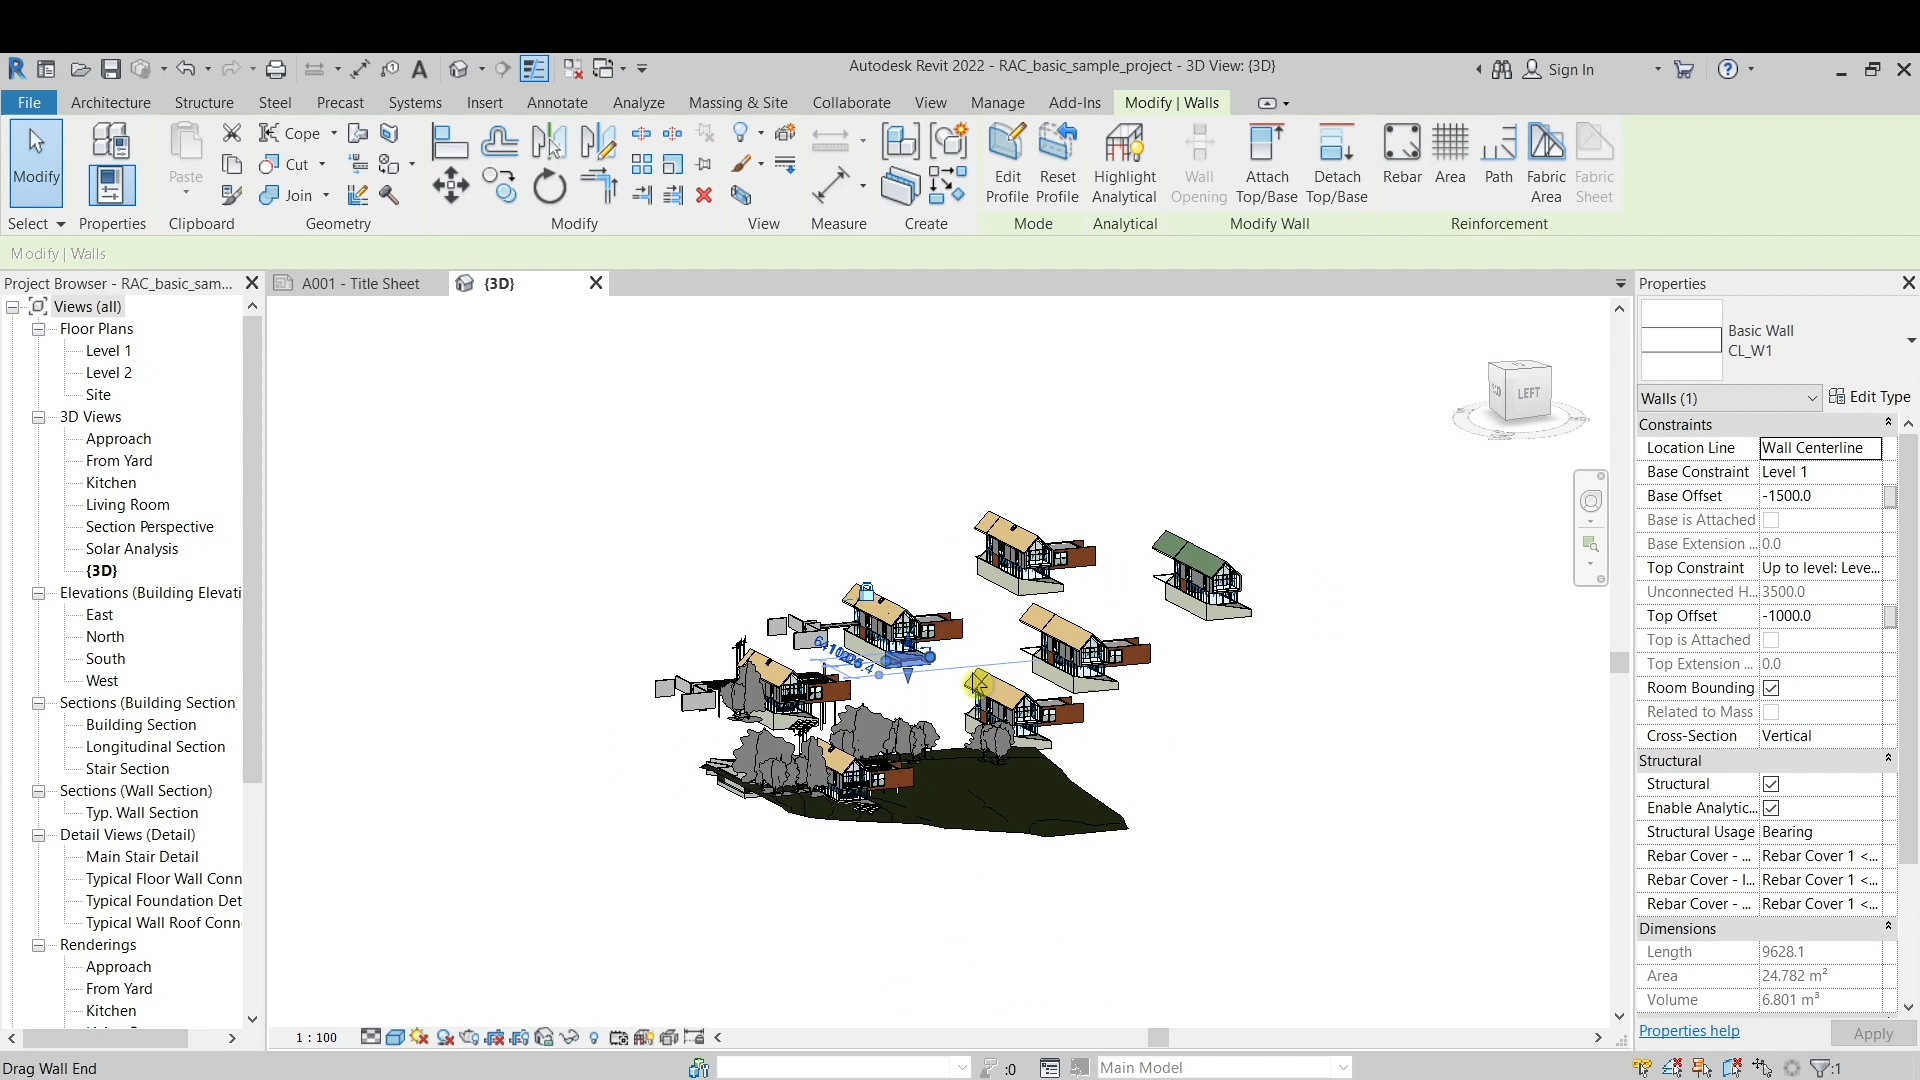 Autodesk Revit 2022 - RAC_basic_sample_project - 3D View: {3D}
Sign In
File Architecture Structure Steel Precast Systems Insert Annotate Analyze Massing & Site Collaborate View Manage Add-Ins Modify | Walls
Modify
Paste
Cope
Cut
Join
Edit Profile
Reset Profile
Highlight Analytical
Wall Opening
Attach Top/Base
Detach Top/Base
Rebar
Area
Path
Fabric Area
Fabric Sheet
Select Properties Clipboard Geometry Modify View Measure Create Mode Analytical Modify Wall Reinforcement
Modify | Walls
Project Browser - RAC_basic_sam...
Views (all)
Floor Plans
Level 1
Level 2
Site
3D Views
Approach
From Yard
Kitchen
Living Room
Section Perspective
Solar Analysis
{3D}
Elevations (Building Elevati
East
North
South
West
Sections (Building Section
Building Section
Longitudinal Section
Stair Section
Sections (Wall Section)
Typ. Wall Section
Detail Views (Detail)
Main Stair Detail
Typical Floor Wall Conn
Typical Foundation Det
Typical Wall Roof Conn
Renderings
Approach
From Yard
Kitchen
A001 - Title Sheet
{3D}
LEFT
1 : 100
Properties
Basic Wall
CL_W1
Walls (1)
Edit Type
Constraints
Location Line Wall Centerline
Base Constraint Level 1
Base Offset -1500.0
Base is Attached
Base Extension ... 0.0
Top Constraint Up to level: Leve...
Unconnected H... 3500.0
Top Offset -1000.0
Top is Attached
Top Extension ... 0.0
Room Bounding
Related to Mass
Cross-Section Vertical
Structural
Structural
Enable Analytic...
Structural Usage Bearing
Rebar Cover - ... Rebar Cover 1 <...
Rebar Cover - I... Rebar Cover 1 <...
Rebar Cover - ... Rebar Cover 1 <...
Dimensions
Length 9628.1
Area 24.782 m²
Volume 6.801 m³
Properties help
Apply
Drag Wall End
:0
Main Model
:1